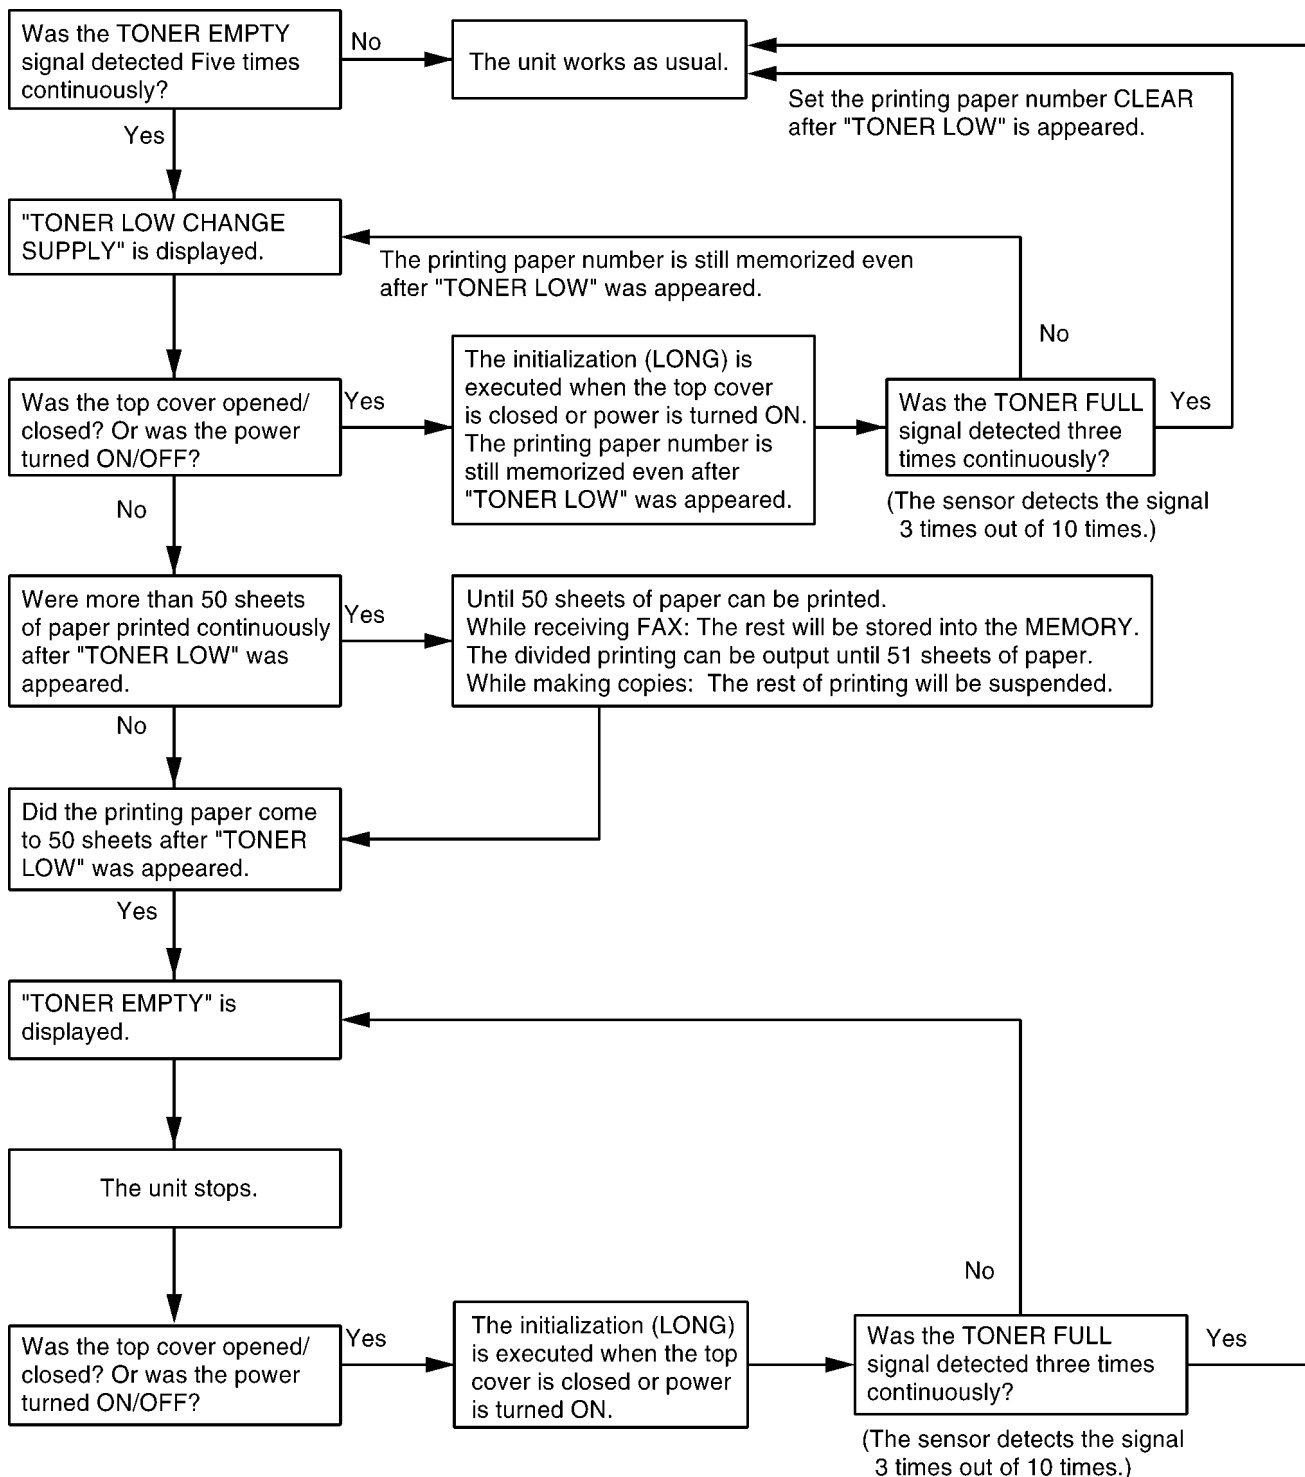 Was the TONER EMPTY
signal detected Five times
continuously?
No
The unit works as usual.
Set the printing paper number CLEAR
after "TONER LOW" is appeared.
Yes
"TONER LOW CHANGE
SUPPLY" is displayed.
The printing paper number is still memorized even
after "TONER LOW" was appeared.
No
Was the top cover opened/
closed? Or was the power
turned ON/OFF?
Yes
The initialization (LONG) is
executed when the top cover
is closed or power is turned ON.
The printing paper number is
still memorized even after
"TONER LOW" was appeared.
Was the TONER FULL
signal detected three
times continuously?
Yes
(The sensor detects the signal
3 times out of 10 times.)
No
Were more than 50 sheets
of paper printed continuously
after "TONER LOW" was
appeared.
Yes
Until 50 sheets of paper can be printed.
While receiving FAX: The rest will be stored into the MEMORY.
The divided printing can be output until 51 sheets of paper.
While making copies: The rest of printing will be suspended.
No
Did the printing paper come
to 50 sheets after "TONER
LOW" was appeared.
Yes
"TONER EMPTY" is
displayed.
The unit stops.
No
Was the top cover opened/
closed? Or was the power
turned ON/OFF?
Yes
The initialization (LONG)
is executed when the top
cover is closed or power
is turned ON.
Was the TONER FULL
signal detected three times
continuously?
Yes
(The sensor detects the signal
3 times out of 10 times.)